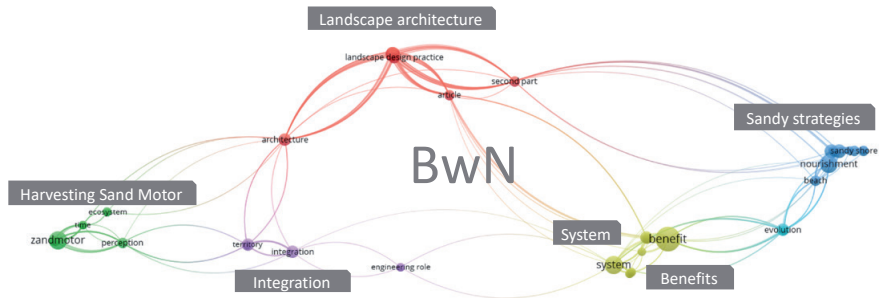 Landscape architecture
landscape design practice
second part
article
Sandy strategies
architecture
sandy shore
nourishment
BwN
beach
Harvesting Sand Motor
ecosystem
time
zandmotor
perception
territory
integration
System
benefit
evolution
engineering role
system
Integration
Benefits